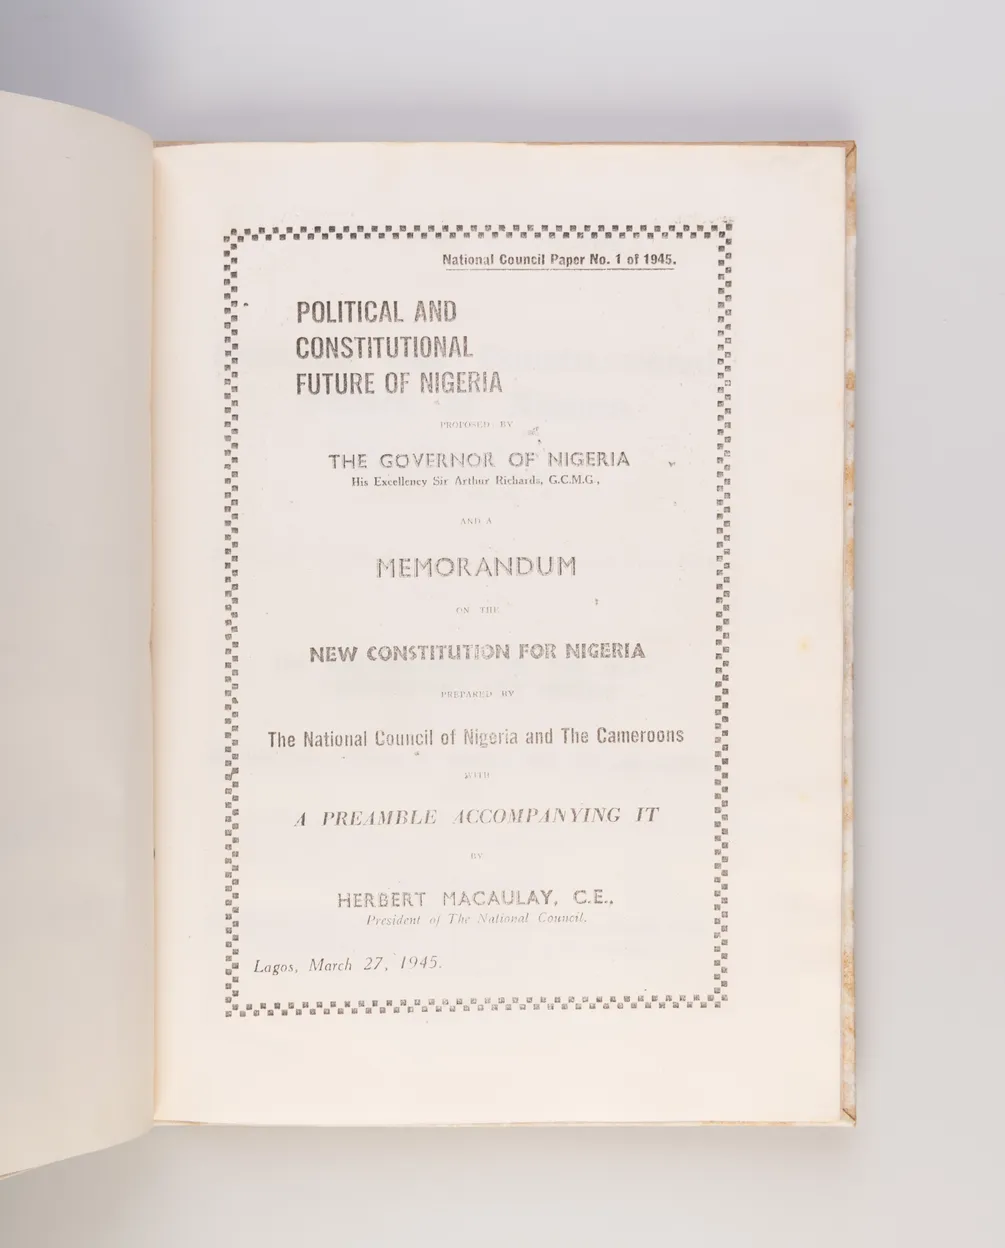 National Council Paper No. 1 of 1945.
POLITICAL AND
CONSTITUTIONAL
FUTURE OF NIGERIA
PROPOSED BY
THE GOVERNOR OF NIGERIA
His Excellency Sir Arthur Richards, G.C.M.G.,
AND A
MEMORANDUM
ON THE
NEW CONSTITUTION FOR NIGERIA
PREPARED BY
The National Council of Nigeria and The Cameroons
WITH
A PREAMBLE ACCOMPANYING IT
BY
HERBERT MACAULAY, C.E.,
President of The National Council.
Lagos, March 27, 1945.